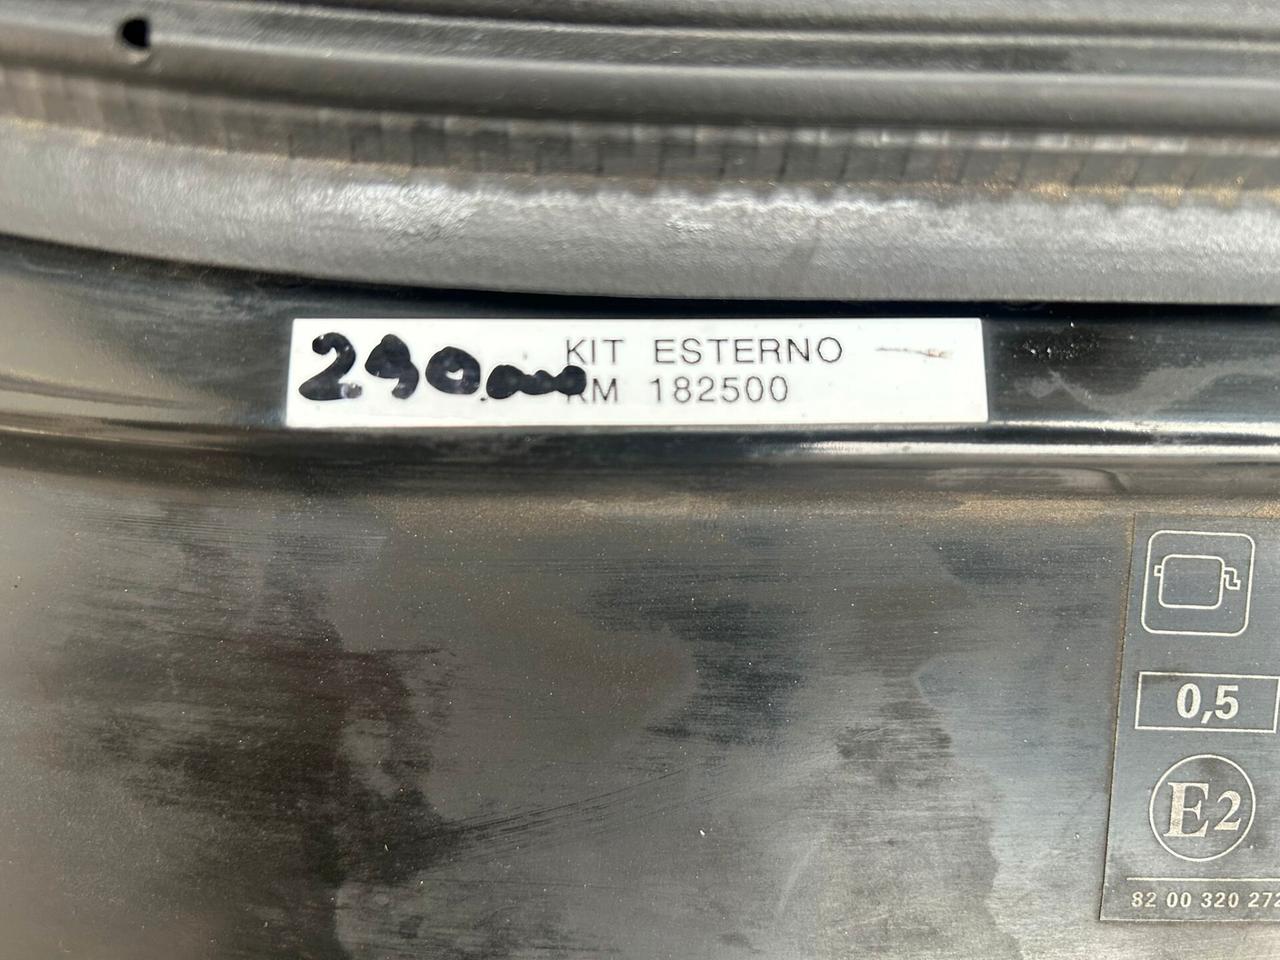 290.000 KIT ESTERNO
KM 182500
0,5
E2
82 00 320 272